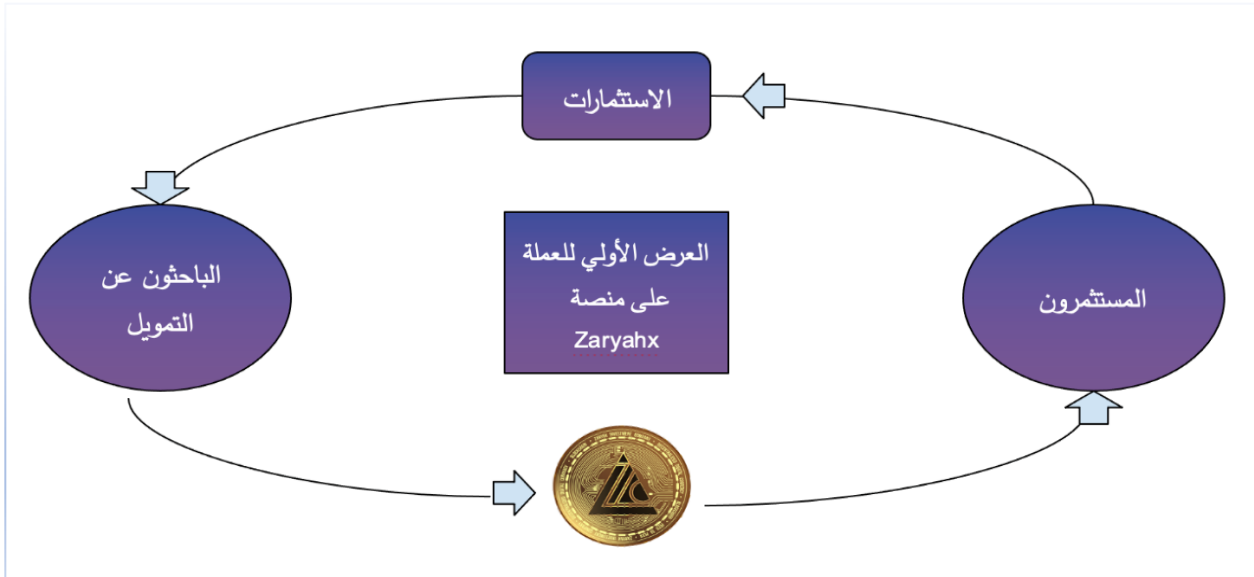 الاستثمارات
المستثمرون
العرض الأولي للعملة
على منصة
Zaryahx
الباحثون عن
التمويل